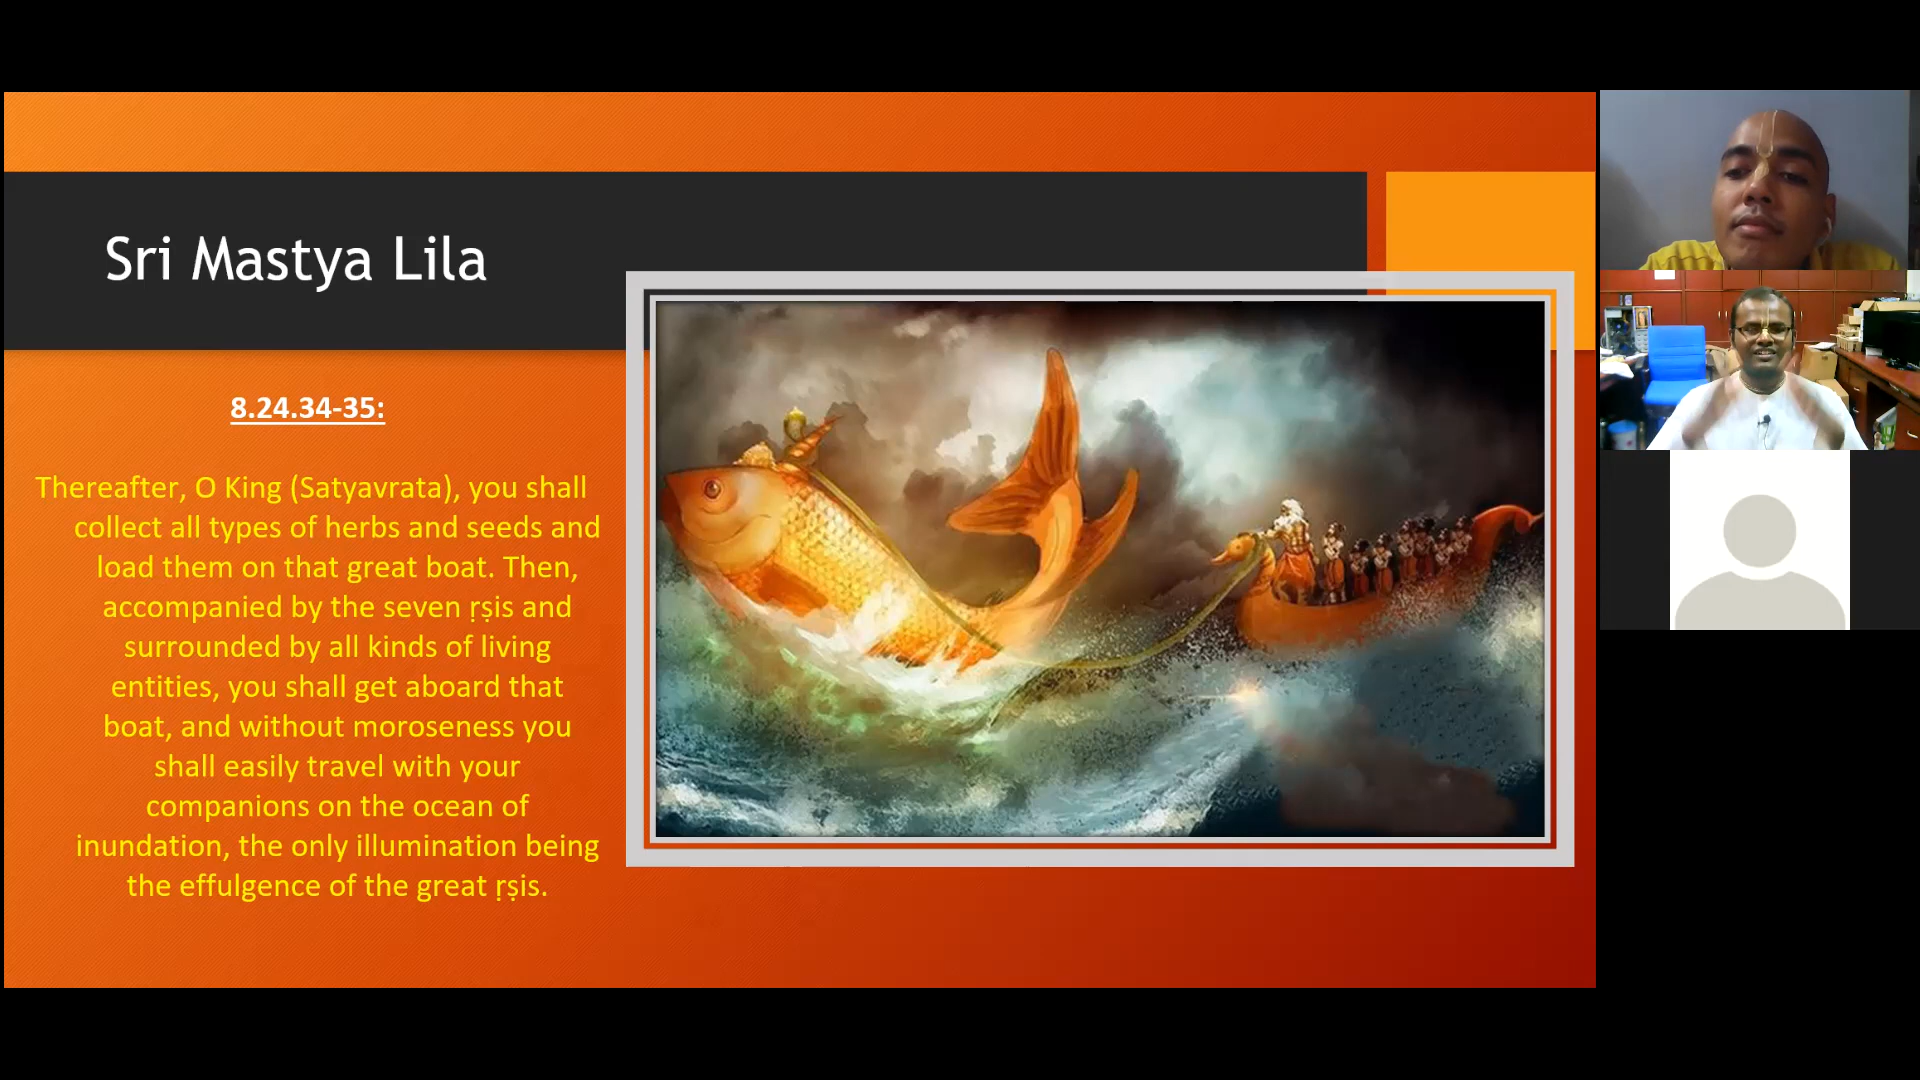 Sri Mastya Lila
8.24.34-35:
Thereafter, O King (Satyavrata), you shall
collect all types of herbs and seeds and
load them on that great boat. Then,
accompanied by the seven ṛṣis and
surrounded by all kinds of living
entities, you shall get aboard that
boat, and without moroseness you
shall easily travel with your
companions on the ocean of
inundation, the only illumination being
the effulgence of the great ṛṣis.